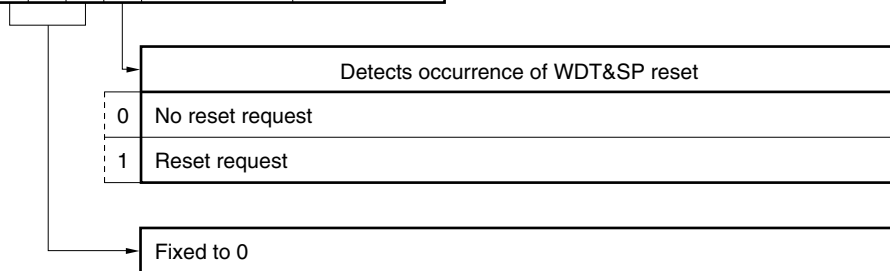 Detects occurrence of WDT&SP reset
0 No reset request
1 Reset request
Fixed to 0